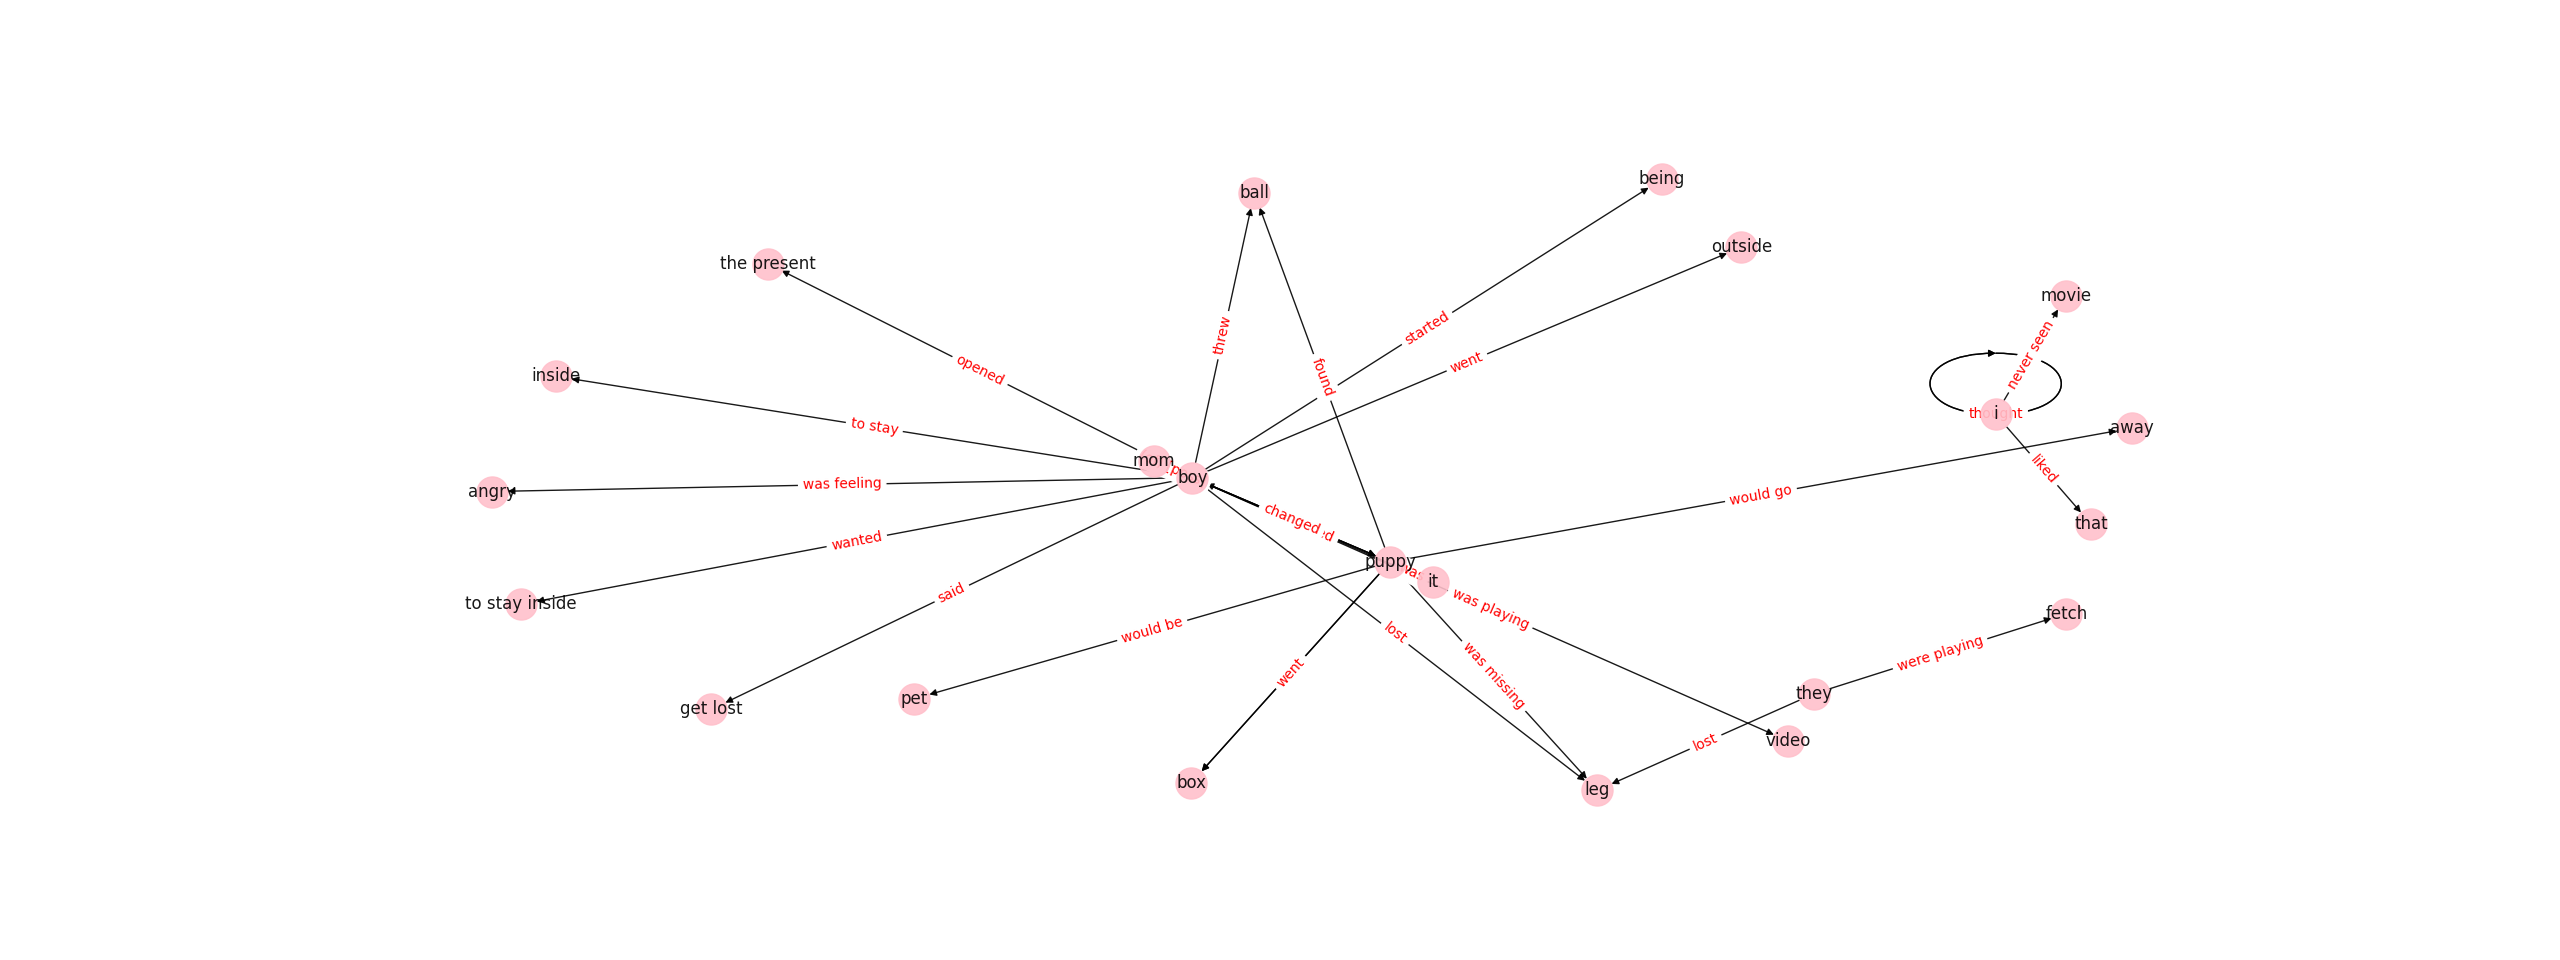 being
ball
outside
the present
movie
threw
started
never seen
went
opened
found
inside
thought
i
to stay
away
mom
boy
liked
was feeling
angry
would go
that
changed
wanted
puppy
it
said
to stay inside
was playing
fetch
would be
lost
were playing
was missing
went
they
pet
get lost
lost
video
box
leg